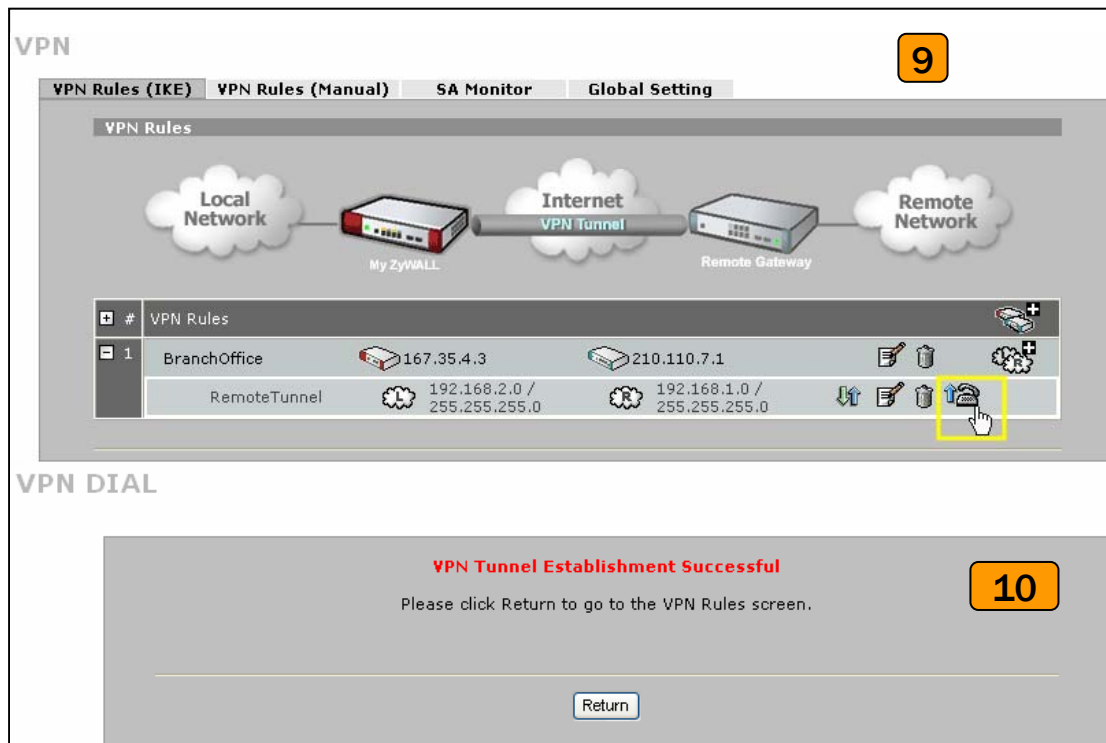 VPN
9
VPN Rules (IKE) VPN Rules (Manual) SA Monitor Global Setting
VPN Rules
Local
Network
Internet
VPN Tunnel
Remote
Network
My ZyWALL
Remote Gateway
# VPN Rules
1 BranchOffice 167.35.4.3 210.110.7.1 R
RemoteTunnel L 192.168.2.0 / R 192.168.1.0 /
255.255.255.0 255.255.255.0
VPN DIAL
VPN Tunnel Establishment Successful
10
Please click Return to go to the VPN Rules screen.
Return